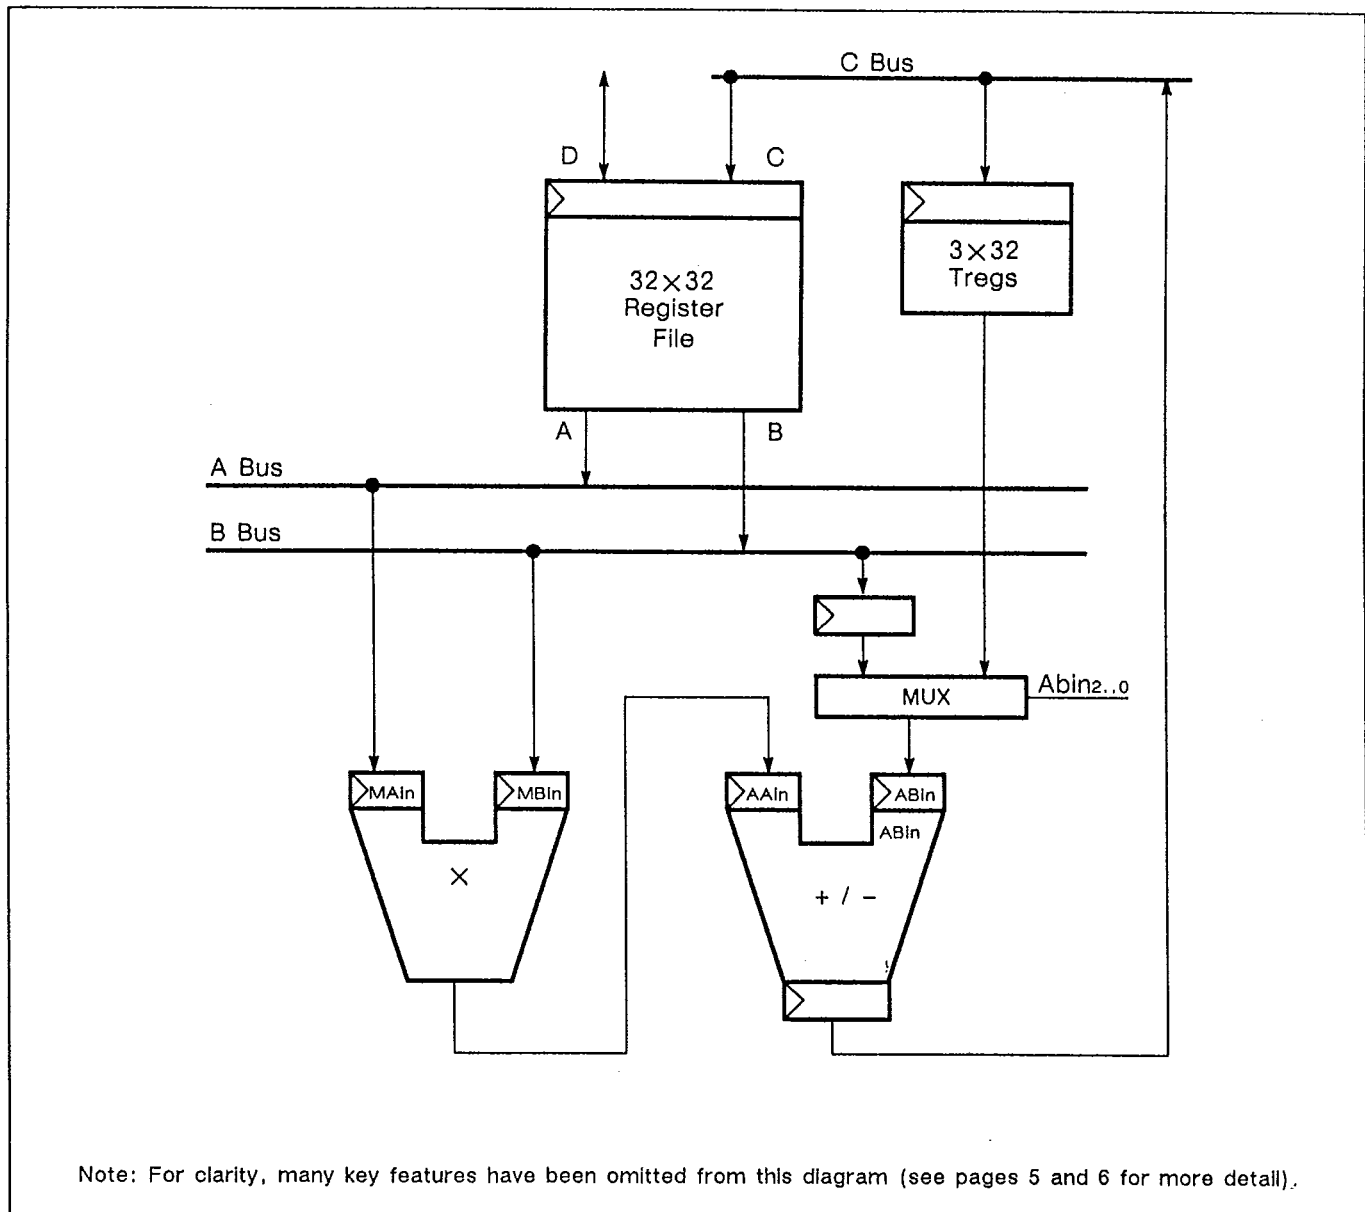 C Bus
D
C
32×32
Register
File
3×32
Tregs
A
B
A Bus
B Bus
MUX
Abin2..0
MAin
MBin
AAin
ABin
ABin
×
+ / -
Note: For clarity, many key features have been omitted from this diagram (see pages 5 and 6 for more detail).